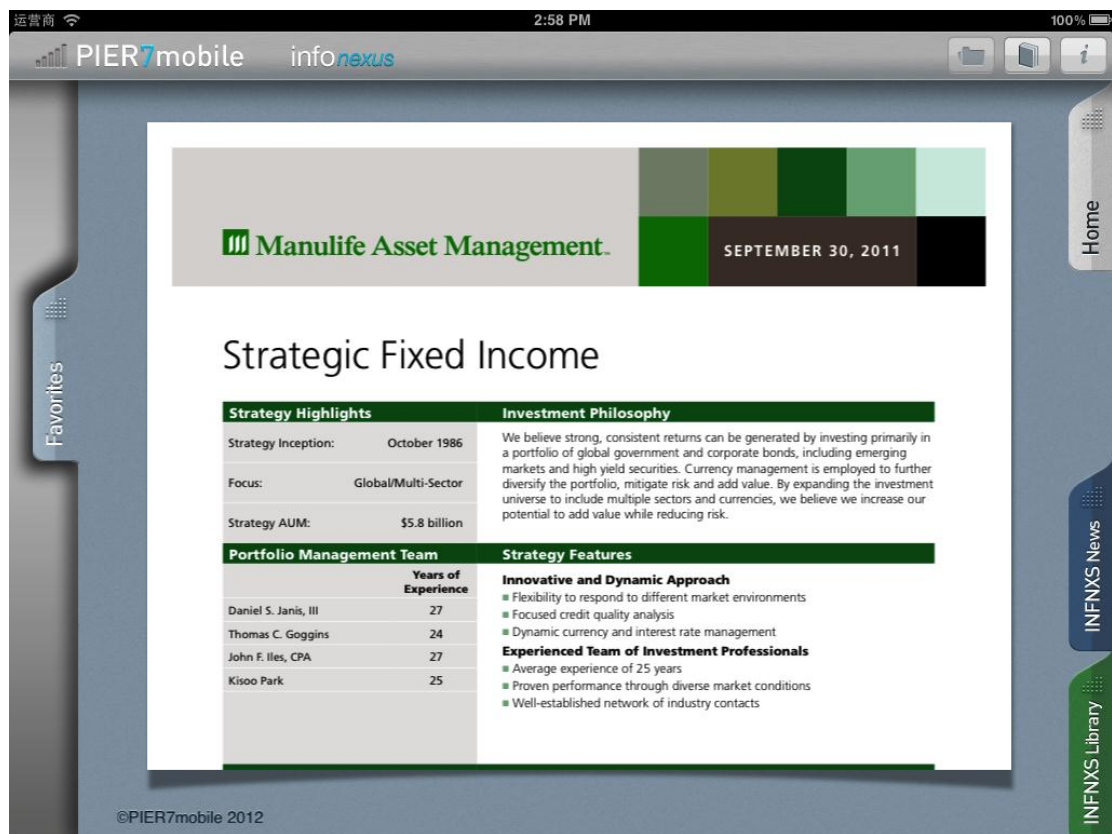 运营商 2:58 PM 100%
PIER7mobile infonexus
i
Manulife Asset Management™
SEPTEMBER 30, 2011
Strategic Fixed Income
Strategy Highlights
Strategy Inception: October 1986
Focus: Global/Multi-Sector
Strategy AUM: $5.8 billion
Investment Philosophy
We believe strong, consistent returns can be generated by investing primarily in
a portfolio of global government and corporate bonds, including emerging
markets and high yield securities. Currency management is employed to further
diversify the portfolio, mitigate risk and add value. By expanding the investment
universe to include multiple sectors and currencies, we believe we increase our
potential to add value while reducing risk.
Portfolio Management Team
Years of
Experience
Daniel S. Janis, III 27
Thomas C. Goggins 24
John F. Iles, CPA 27
Kisoo Park 25
Strategy Features
Innovative and Dynamic Approach
■ Flexibility to respond to different market environments
■ Focused credit quality analysis
■ Dynamic currency and interest rate management
Experienced Team of Investment Professionals
■ Average experience of 25 years
■ Proven performance through diverse market conditions
■ Well-established network of industry contacts
Favorites
Home
INFNXS News
INFNXS Library
©PIER7mobile 2012